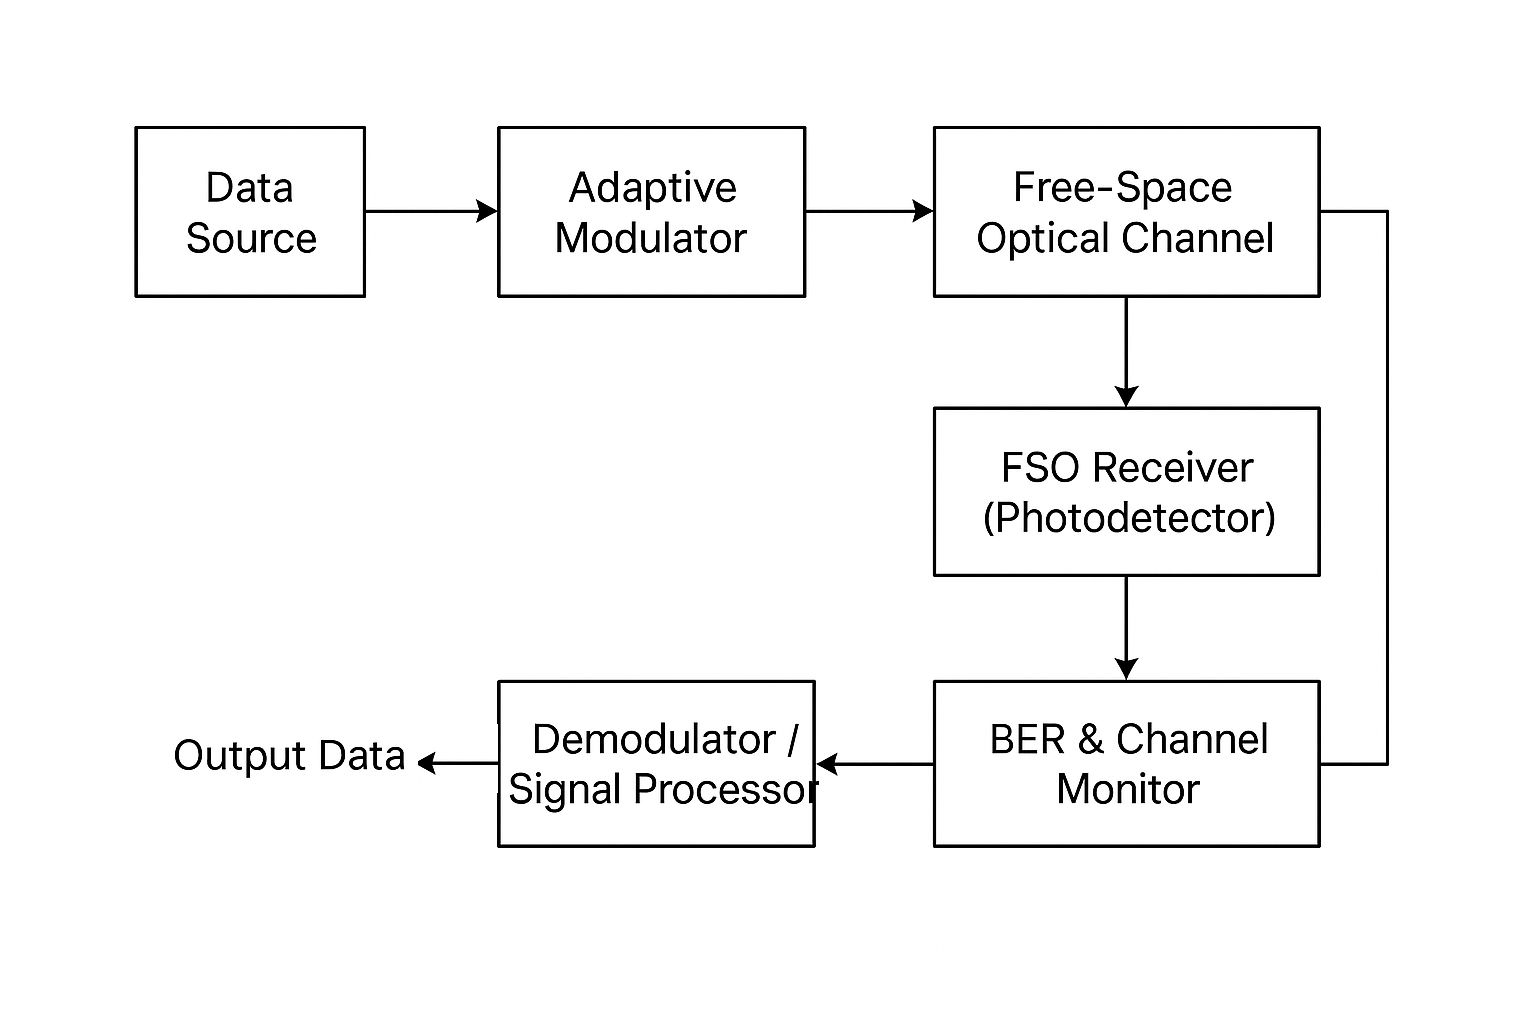 Data
Source
Adaptive
Modulator
Free-Space
Optical Channel
FSO Receiver
(Photodetector)
BER & Channel
Monitor
Demodulator /
Signal Processor
Output Data